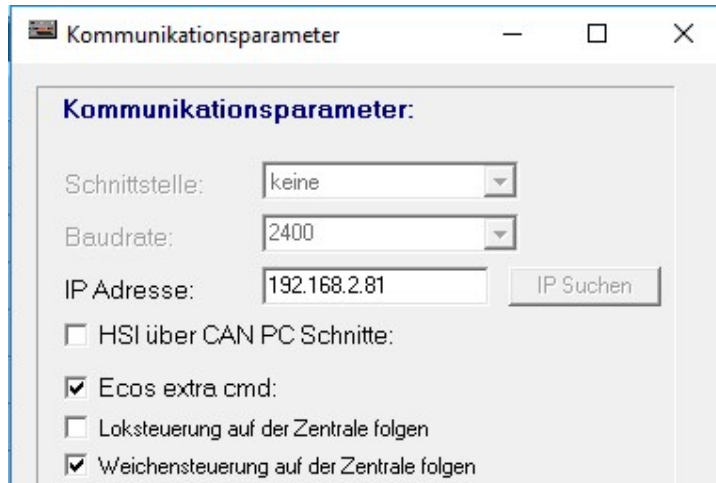 Kommunikationsparameter
Kommunikationsparameter:
Schnittstelle: keine
Baudrate: 2400
IP Adresse: 192.168.2.81 IP Suchen
HSI über CAN PC Schnitte:
Ecos extra cmd:
Loksteuerung auf der Zentrale folgen
Weichensteuerung auf der Zentrale folgen